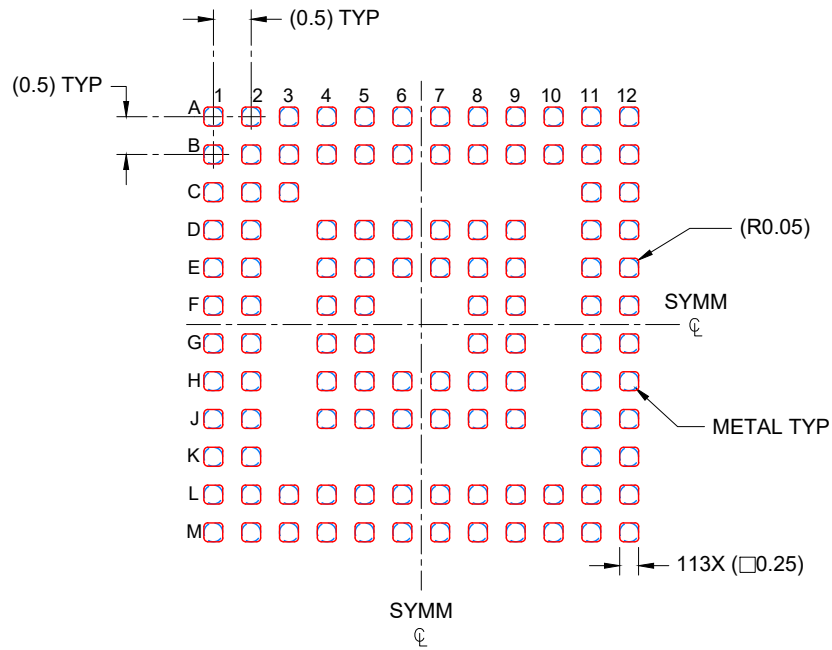 (0.5) TYP
(0.5) TYP
1 2 3 4 5 6 7 8 9 10 11 12
A
B
C
D
(R0.05)
E
F
SYMM
℄
G
H
J
METAL TYP
K
L
M
113X (□0.25)
SYMM
℄